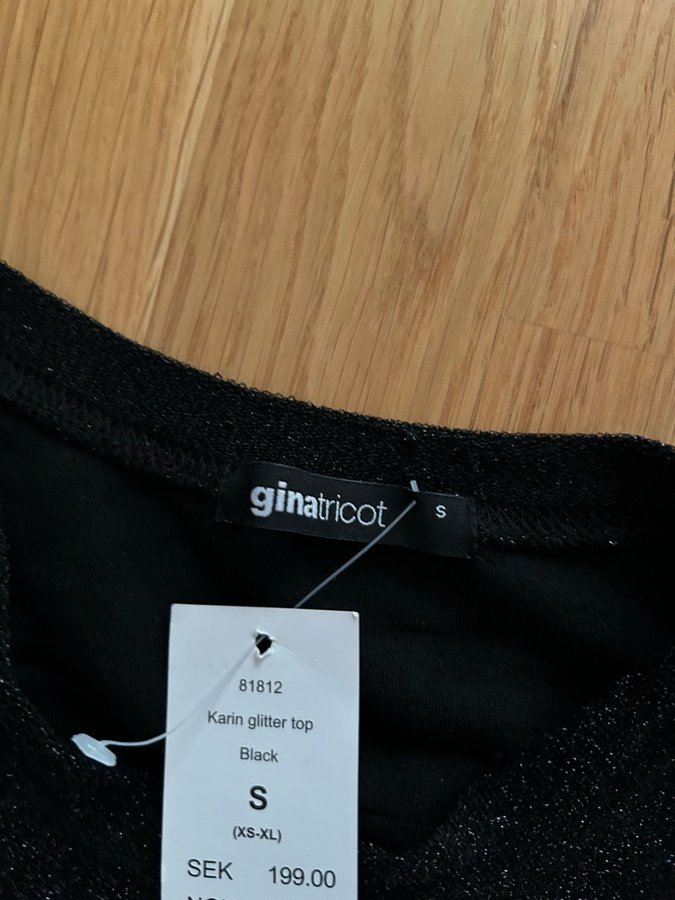 ginatricot S
81812
Karin glitter top
Black
S
(XS-XL)
SEK 199.00